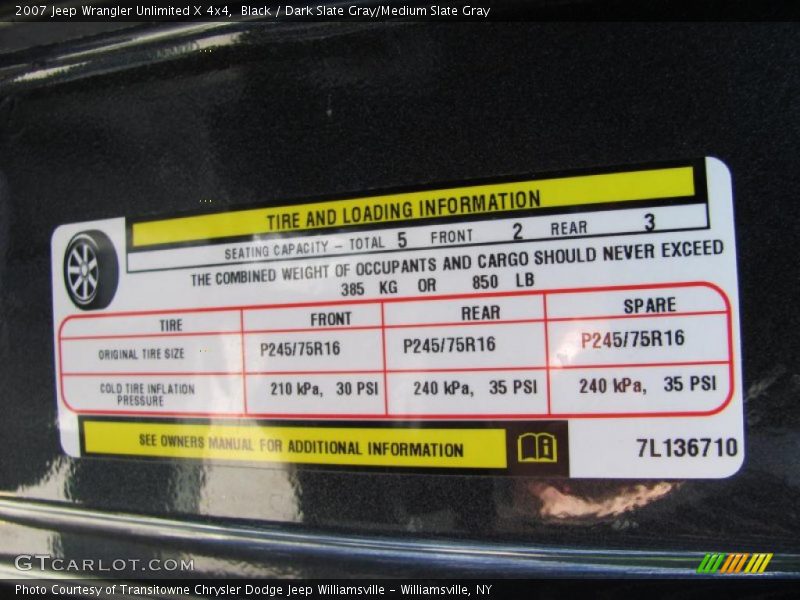 2007 Jeep Wrangler Unlimited X 4x4, Black / Dark Slate Gray/Medium Slate Gray
TIRE AND LOADING INFORMATION
SEATING CAPACITY – TOTAL 5 FRONT 2 REAR 3
THE COMBINED WEIGHT OF OCCUPANTS AND CARGO SHOULD NEVER EXCEED
385 KG OR 850 LB
TIRE FRONT REAR SPARE
ORIGINAL TIRE SIZE P245/75R16 P245/75R16 P245/75R16
COLD TIRE INFLATION
PRESSURE 210 kPa, 30 PSI 240 kPa, 35 PSI 240 kPa, 35 PSI
SEE OWNERS MANUAL FOR ADDITIONAL INFORMATION
7L136710
GTCARLOT.COM
Photo Courtesy of Transitowne Chrysler Dodge Jeep Williamsville – Williamsville, NY